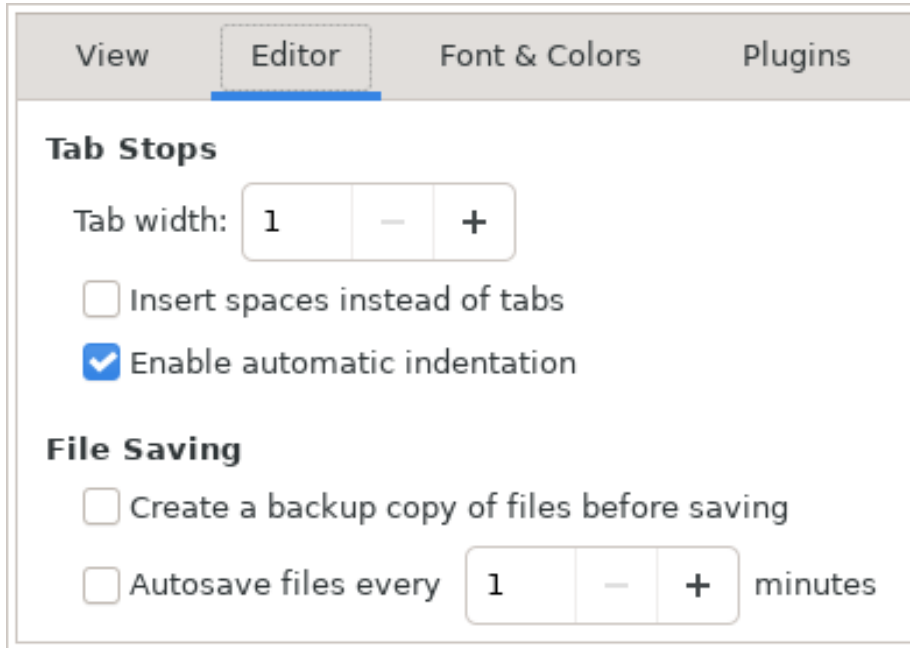 View Editor Font & Colors Plugins
Tab Stops
Tab width: 1 − +
Insert spaces instead of tabs
Enable automatic indentation
File Saving
Create a backup copy of files before saving
Autosave files every 1 − + minutes